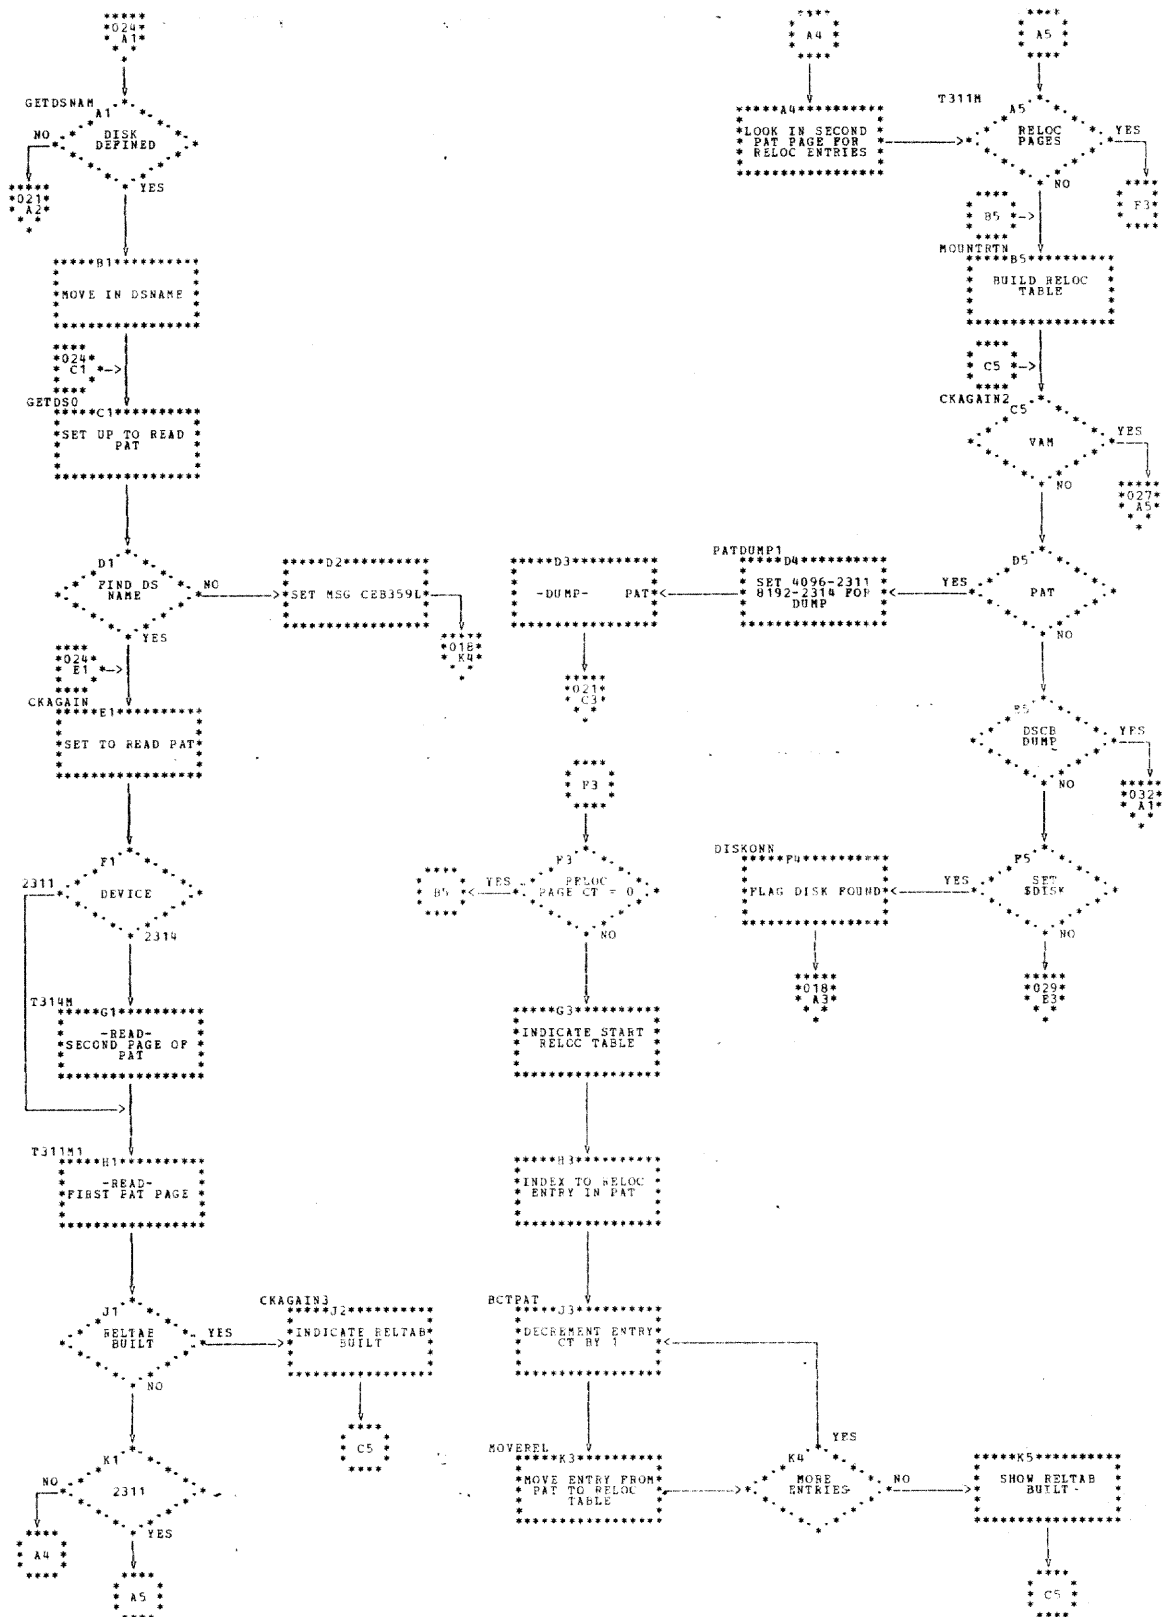 024
A1
GETDSNAM
A1
DISK
DEFINED
NO
YES
021
A2
B1
MOVE IN DSNAME
024
C1
GETDS0
C1
SET UP TO READ
PAT
D1
FIND DS
NAME
NO
YES
D2
SET MSG CEB359L
018
K4
024
E1
CKAGAIN
E1
SET TO READ PAT
F1
DEVICE
2311
2314
T314M
G1
-READ-
SECOND PAGE OF
PAT
T311M1
H1
-READ-
FIRST PAT PAGE
J1
RELTAB
BUILT
YES
NO
CKAGAIN3
J2
INDICATE RELTAB
BUILT
C5
K1
2311
NO
YES
A4
A5
D3
-DUMP- PAT
021
C3
PATDUMP1
D4
SET 4096-2311
8192-2314 FOR
DUMP
F3
F3
RELOC
PAGE CT = 0
YES
NO
B5
G3
INDICATE START
RELOC TABLE
H3
INDEX TO RELOC
ENTRY IN PAT
BCTPAT
J3
DECREMENT ENTRY
CT BY 1
MOVEREL
K3
MOVE ENTRY FROM
PAT TO RELOC
TABLE
K4
MORE
ENTRIES
YES
NO
K5
SHOW RELTAB
BUILT
C5
A4
A4
LOOK IN SECOND
PAT PAGE FOR
RELOC ENTRIES
A5
T311M
A5
RELOC
PAGES
YES
NO
F3
B5
MOUNTRTN
B5
BUILD RELOC
TABLE
C5
CKAGAIN2
C5
VAM
YES
NO
027
A5
D5
PAT
YES
NO
E5
DSCB
DUMP
YES
NO
032
A1
F5
SET
$DISK
YES
NO
DISKONN
F4
FLAG DISK FOUND
018
A3
029
E3